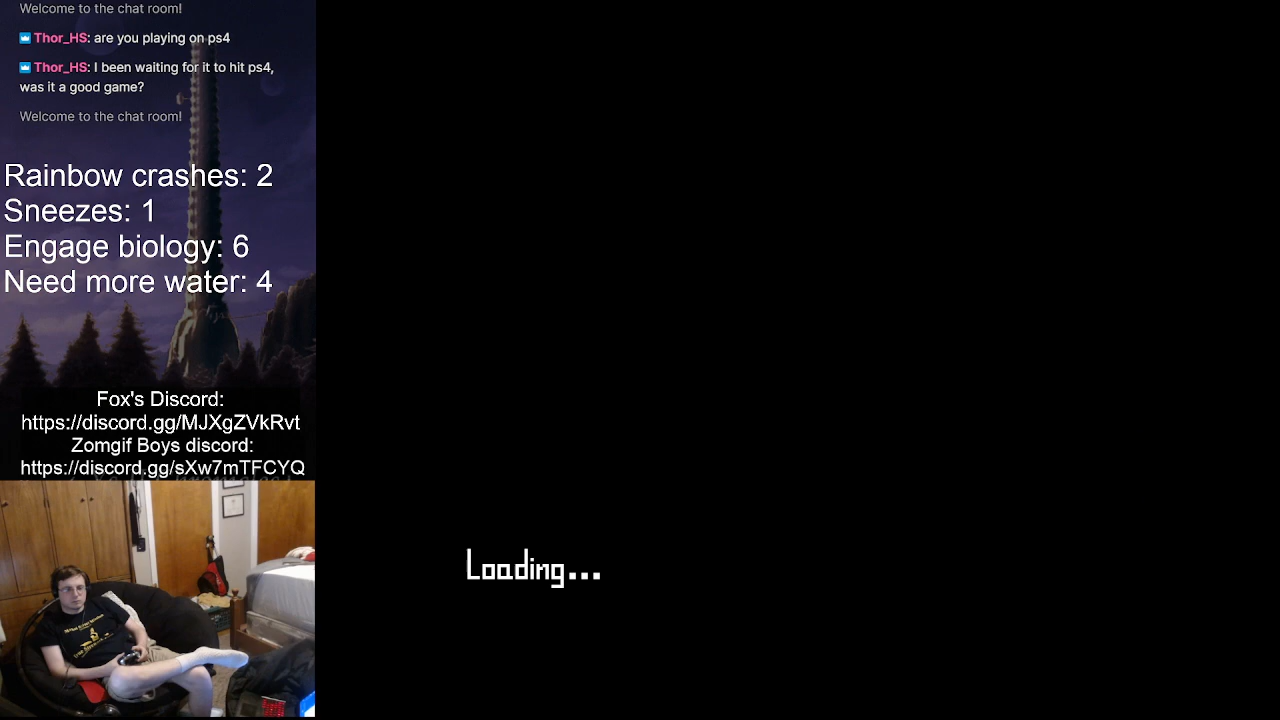 Welcome to the chat room!
Thor_HS: are you playing on ps4
Thor_HS: I been waiting for it to hit ps4,
was it a good game?
Welcome to the chat room!
Rainbow crashes: 2
Sneezes: 1
Engage biology: 6
Need more water: 4
Fox's Discord:
https://discord.gg/MJXgZVkRvt
Zomgif Boys discord:
https://discord.gg/sXw7mTFCYQ
Loading...